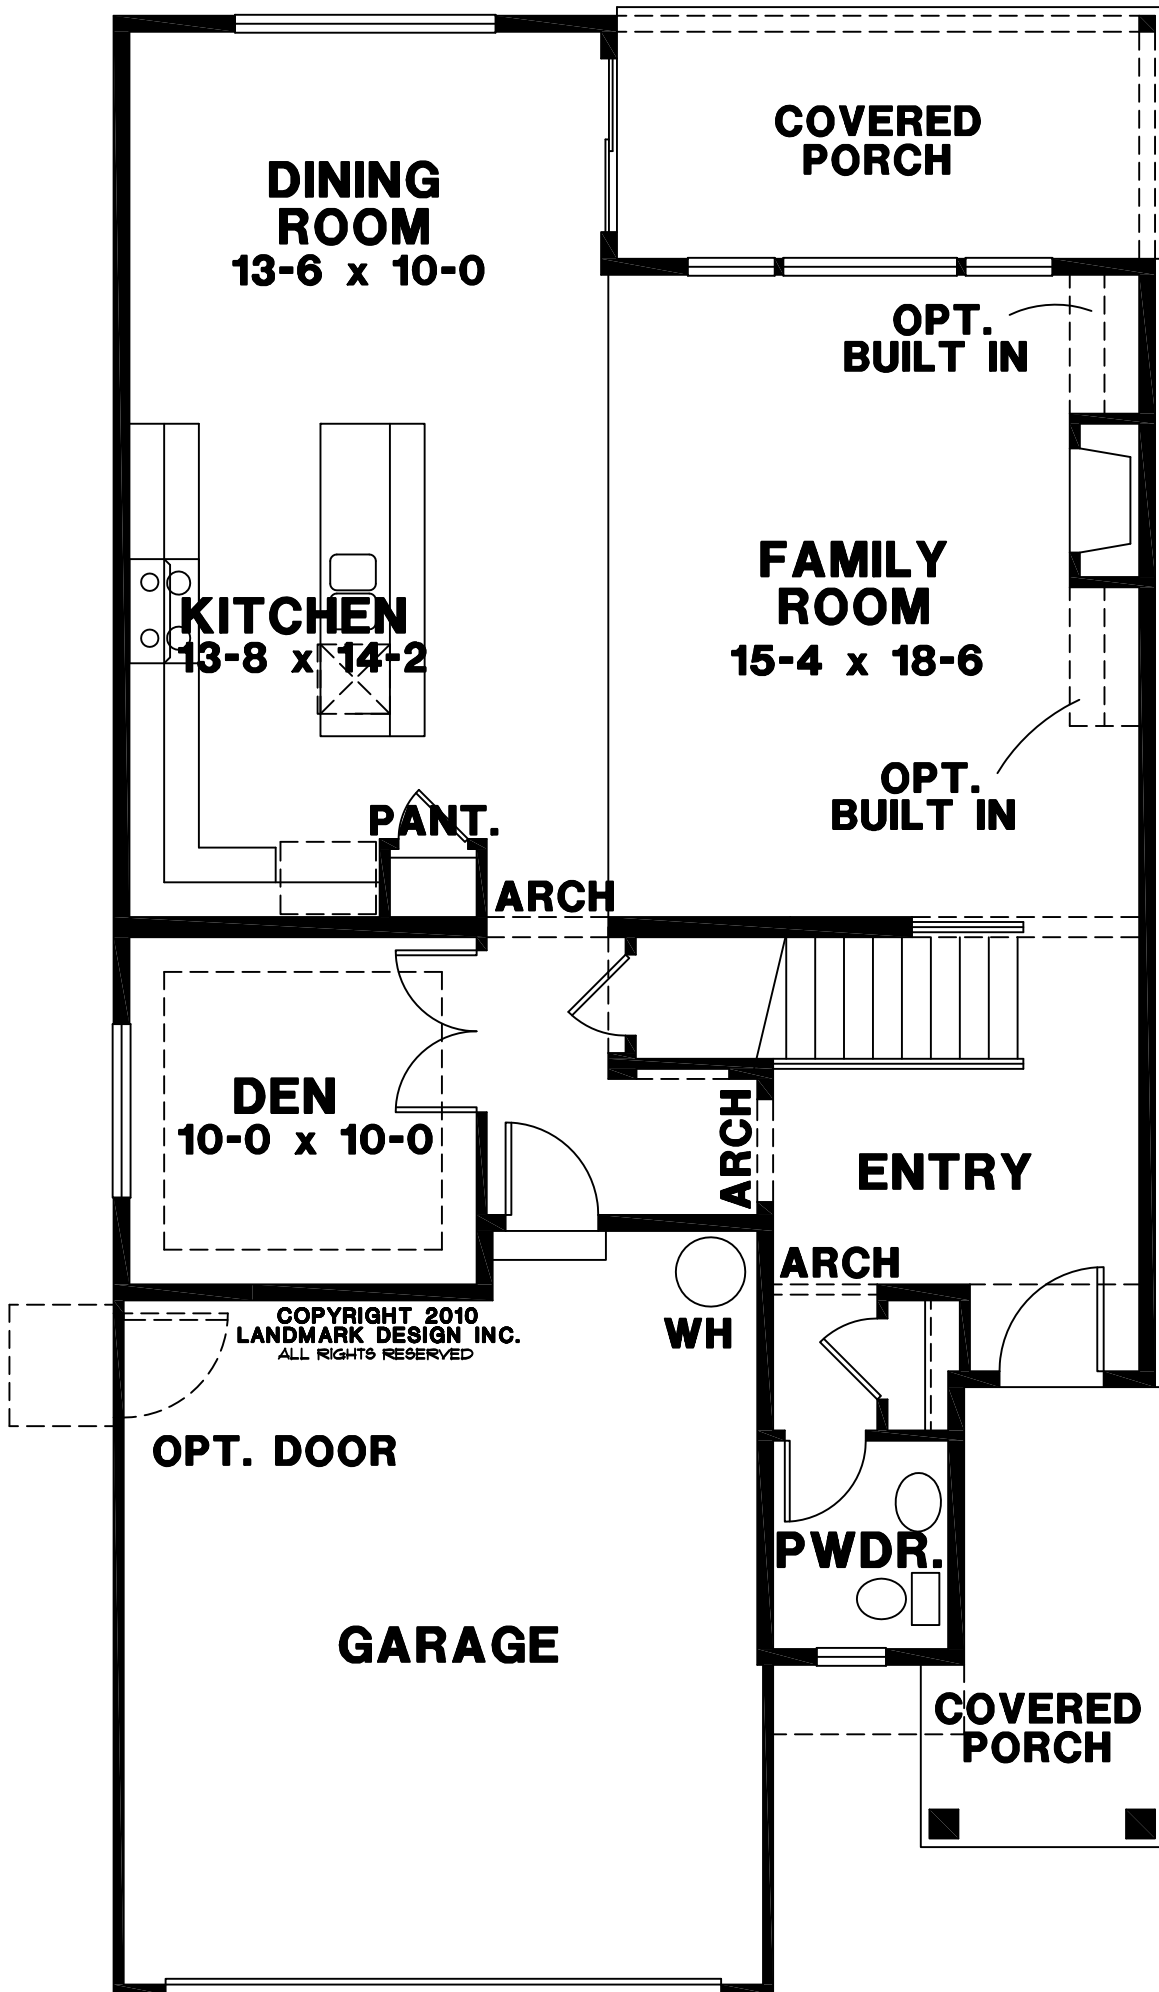 COVERED
PORCH
DINING
ROOM
13-6 x 10-0
OPT.
BUILT IN
FAMILY
ROOM
15-4 x 18-6
KITCHEN
13-8 x 14-2
OPT.
BUILT IN
PANT.
ARCH
DEN
10-0 x 10-0
ARCH
ENTRY
ARCH
COPYRIGHT 2010
LANDMARK DESIGN INC.
ALL RIGHTS RESERVED
WH
OPT. DOOR
PWDR.
GARAGE
COVERED
PORCH